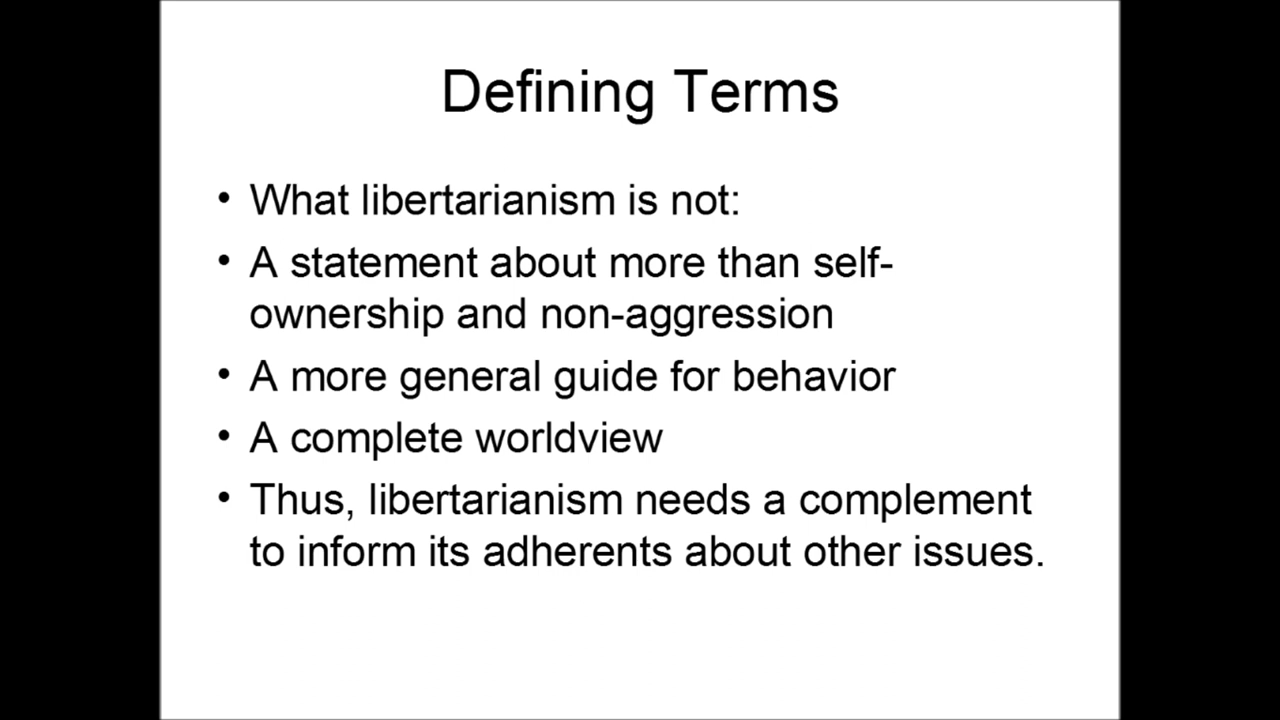 Defining Terms
• What libertarianism is not:
• A statement about more than self-
ownership and non-aggression
• A more general guide for behavior
• A complete worldview
• Thus, libertarianism needs a complement
to inform its adherents about other issues.